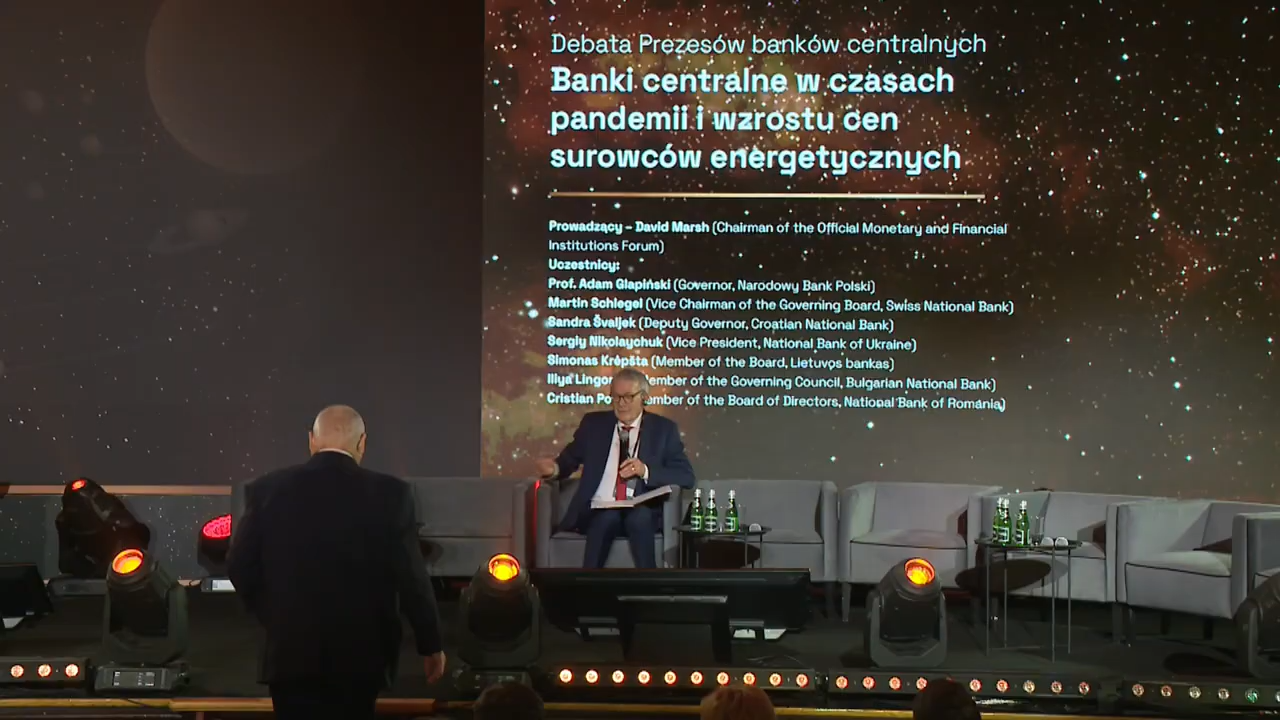 Debata Prezesów banków centralnych
Banki centralne w czasach
pandemii i wzrostu cen
surowców energetycznych
Prowadzący – David Marsh (Chairman of the Official Monetary and Financial
Institutions Forum)
Uczestnicy:
Prof. Adam Glapiński (Governor, Narodowy Bank Polski)
Martin Schlegel (Vice Chairman of the Governing Board, Swiss National Bank)
Sandra Švaljek (Deputy Governor, Croatian National Bank)
Sergiy Nikolaychuk (Vice President, National Bank of Ukraine)
Simonas Krėpšta (Member of the Board, Lietuvos bankas)
Iliya of the Governing Council, Bulgarian National Bank)
Cristian of the Board of Directors, National Bank of Romania)